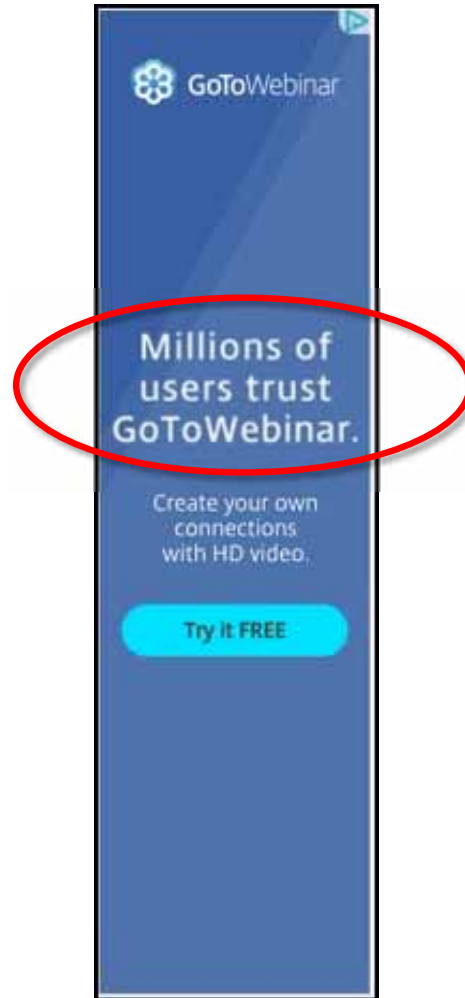 GoToWebinar
Millions of
users trust
GoToWebinar.
Create your own
connections
with HD video.
Try it FREE